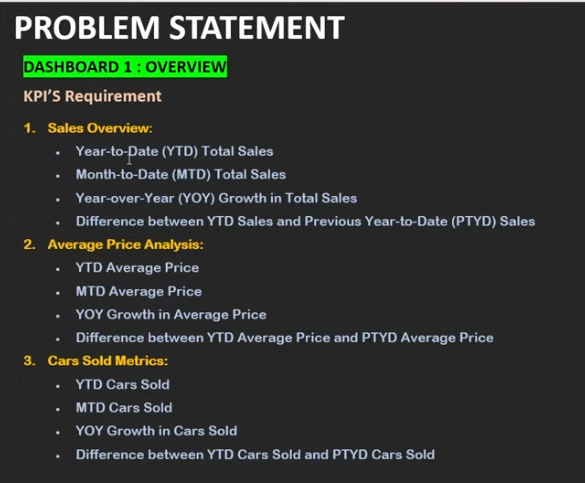 PROBLEM STATEMENT
DASHBOARD 1 : OVERVIEW
KPI'S Requirement
1. Sales Overview:
• Year-to-Date (YTD) Total Sales
• Month-to-Date (MTD) Total Sales
• Year-over-Year (YOY) Growth in Total Sales
• Difference between YTD Sales and Previous Year-to-Date (PTYD) Sales
2. Average Price Analysis:
• YTD Average Price
• MTD Average Price
• YOY Growth in Average Price
• Difference between YTD Average Price and PTYD Average Price
3. Cars Sold Metrics:
• YTD Cars Sold
• MTD Cars Sold
• YOY Growth in Cars Sold
• Difference between YTD Cars Sold and PTYD Cars Sold